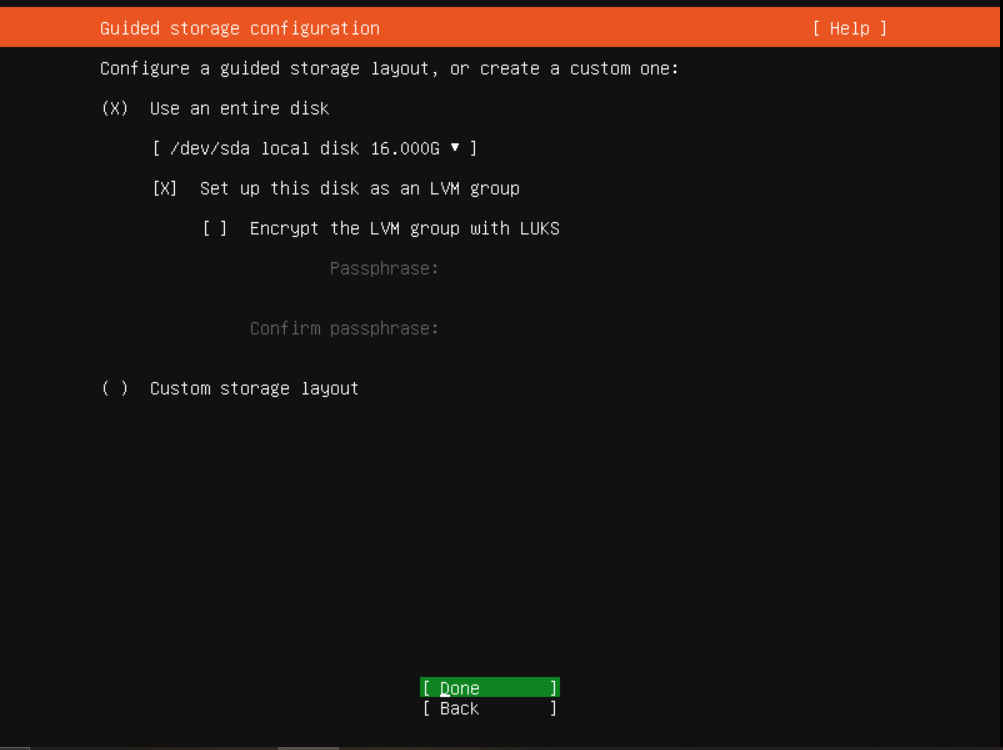 Guided storage configuration [ Help ]
Configure a guided storage layout, or create a custom one:
(X) Use an entire disk
[ /dev/sda local disk 16.000G ▾ ]
[X] Set up this disk as an LVM group
[ ] Encrypt the LVM group with LUKS
Passphrase:
Confirm passphrase:
( ) Custom storage layout
[ Done ]
[ Back ]